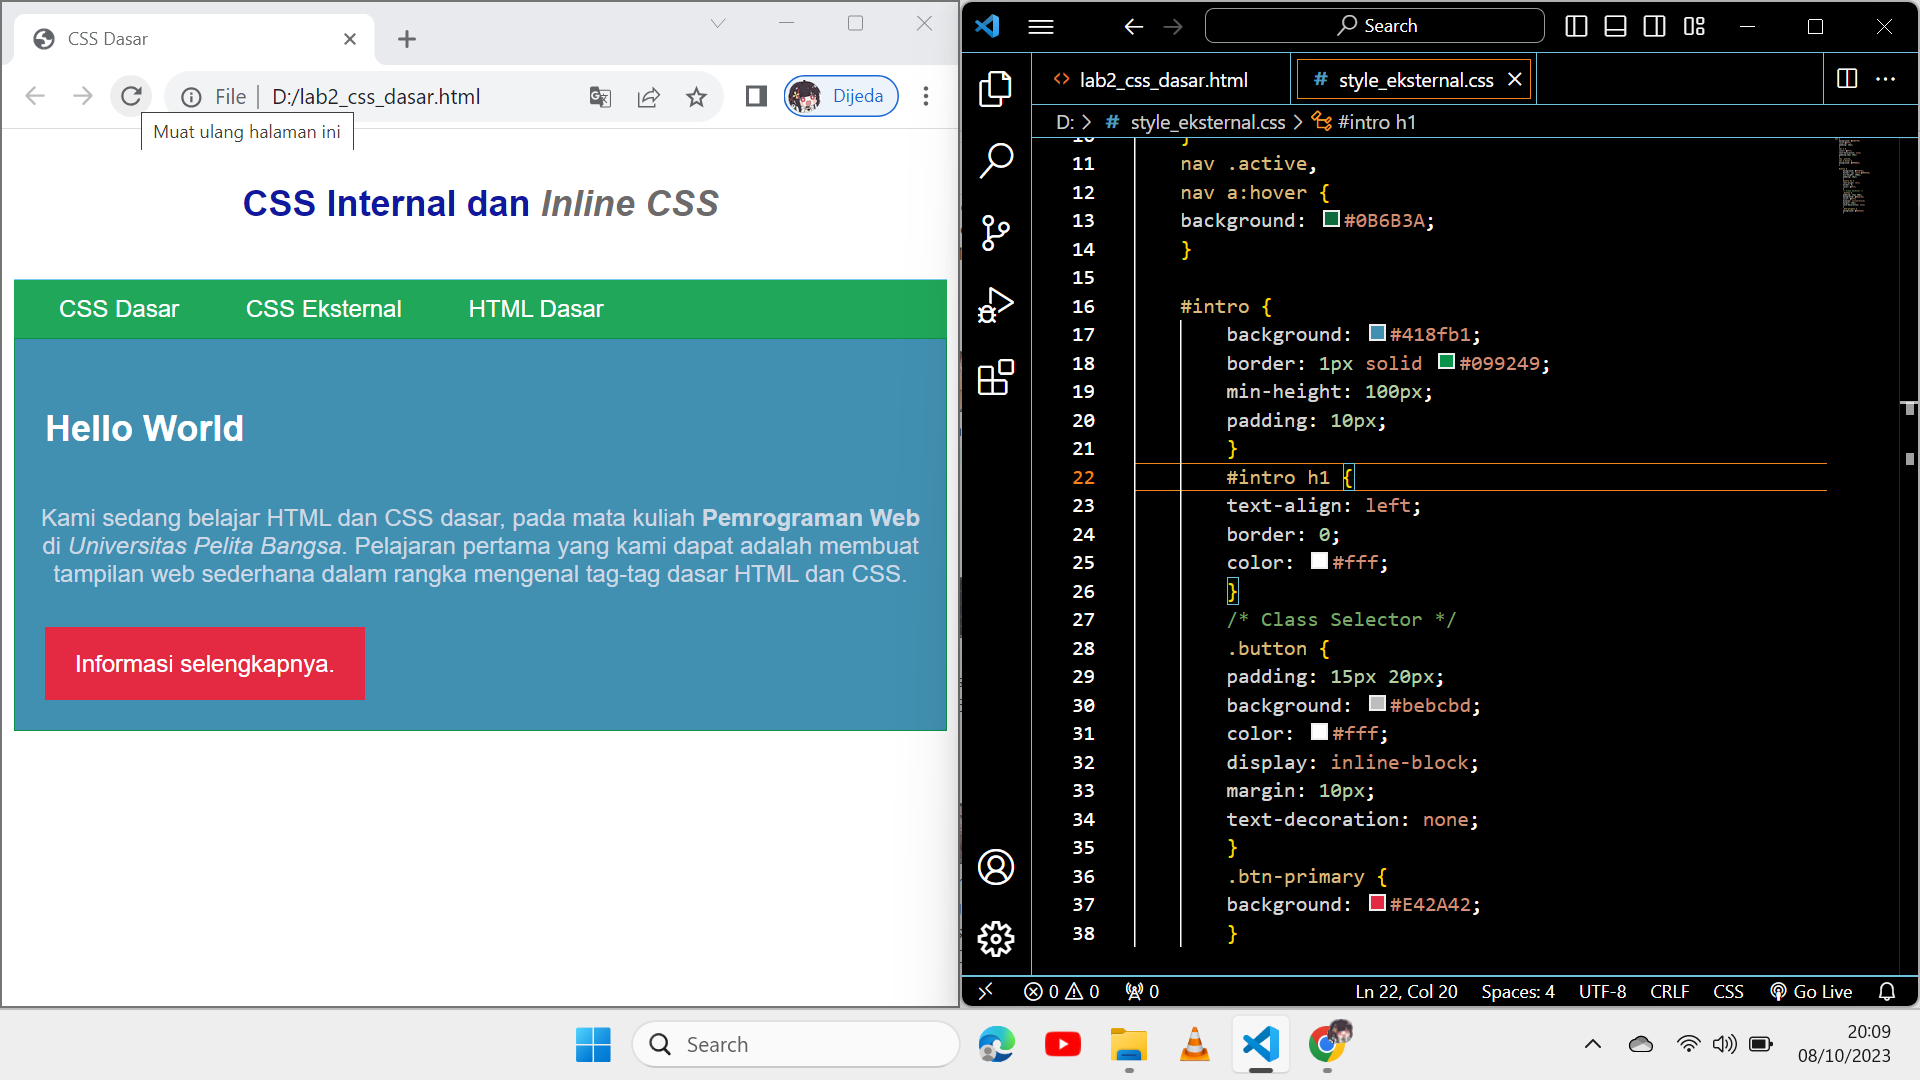 CSS Dasar
File
D:/lab2_css_dasar.html
Dijeda
Muat ulang halaman ini
CSS Internal dan Inline CSS
CSS Dasar
CSS Eksternal
HTML Dasar
Hello World
Kami sedang belajar HTML dan CSS dasar, pada mata kuliah Pemrograman Web
di Universitas Pelita Bangsa. Pelajaran pertama yang kami dapat adalah membuat
tampilan web sederhana dalam rangka mengenal tag-tag dasar HTML dan CSS.
Informasi selengkapnya.
Search
lab2_css_dasar.html
# style_eksternal.css
D: > # style_eksternal.css > #intro h1
10 }
11 nav .active,
12 nav a:hover {
13 background: #0B6B3A;
14 }
15
16 #intro {
17 background: #418fb1;
18 border: 1px solid #099249;
19 min-height: 100px;
20 padding: 10px;
21 }
22 #intro h1 {
23 text-align: left;
24 border: 0;
25 color: #fff;
26 }
27 /* Class Selector */
28 .button {
29 padding: 15px 20px;
30 background: #bebcbd;
31 color: #fff;
32 display: inline-block;
33 margin: 10px;
34 text-decoration: none;
35 }
36 .btn-primary {
37 background: #E42A42;
38 }
0 0 0
Ln 22, Col 20
Spaces: 4
UTF-8
CRLF
CSS
Go Live
Search
20:09
08/10/2023